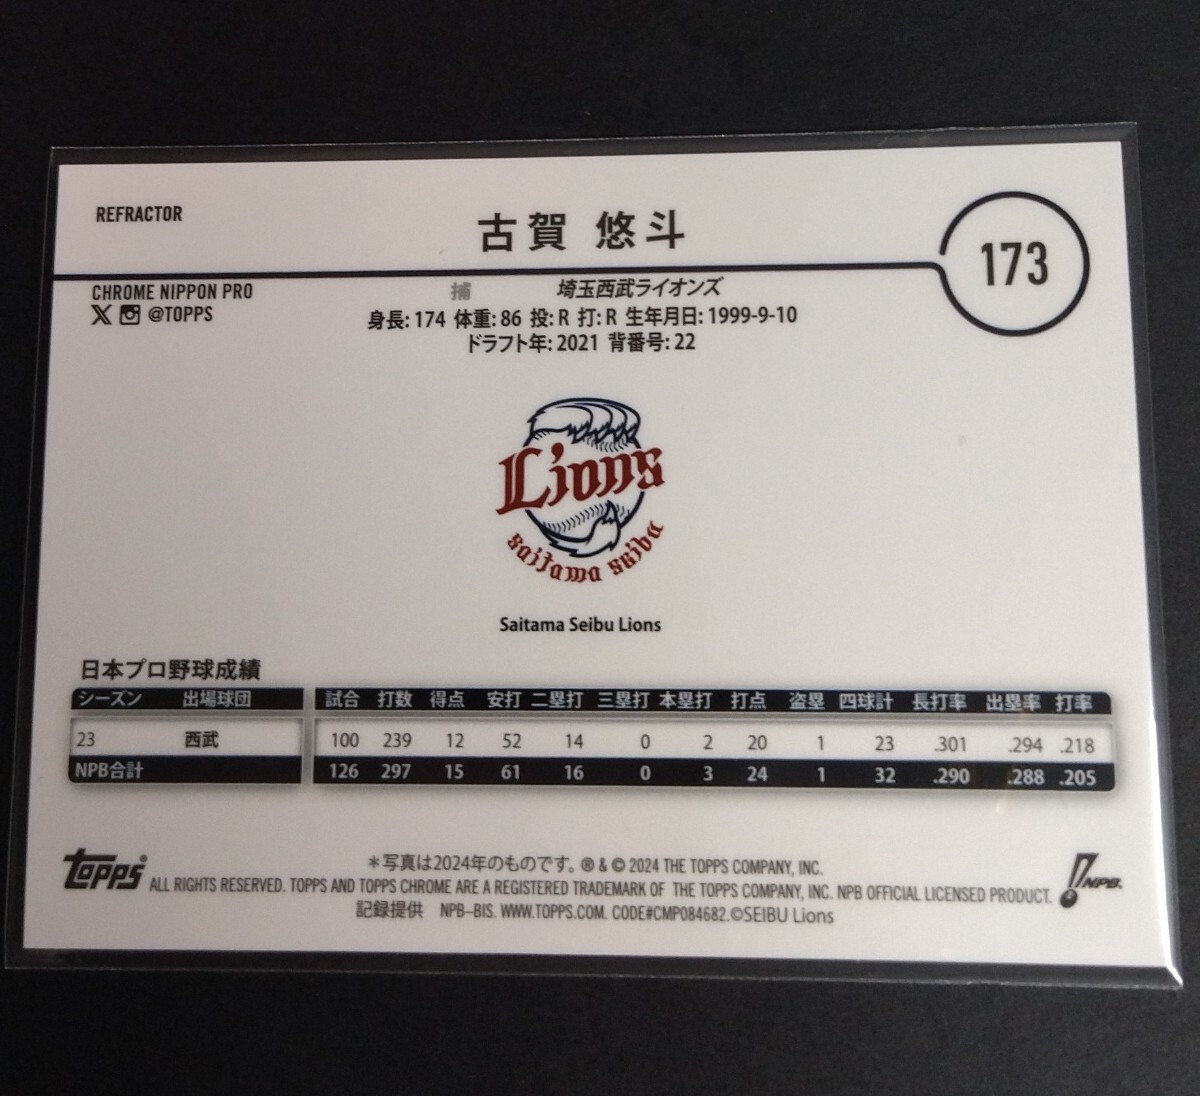 REFRACTOR
古賀 悠斗
173
CHROME NIPPON PRO
捕 埼玉西武ライオンズ
@TOPPS
身長: 174 体重: 86 投: R 打: R 生年月日: 1999-9-10
ドラフト年: 2021 背番号: 22
Lions
saitama seibu
Saitama Seibu Lions
日本プロ野球成績
シーズン 出場球団 試合 打数 得点 安打 二塁打 三塁打 本塁打 打点 盗塁 四球計 長打率 出塁率 打率
23 西武 100 239 12 52 14 0 2 20 1 23 .301 .294 .218
NPB合計 126 297 15 61 16 0 3 24 1 32 .290 .288 .205
topps
＊写真は2024年のものです。® & © 2024 THE TOPPS COMPANY, INC.
ALL RIGHTS RESERVED. TOPPS AND TOPPS CHROME ARE A REGISTERED TRADEMARK OF THE TOPPS COMPANY, INC. NPB OFFICIAL LICENSED PRODUCT.
記録提供 NPB-BIS. WWW.TOPPS.COM. CODE#CMP084682.©SEIBU Lions
NPB.